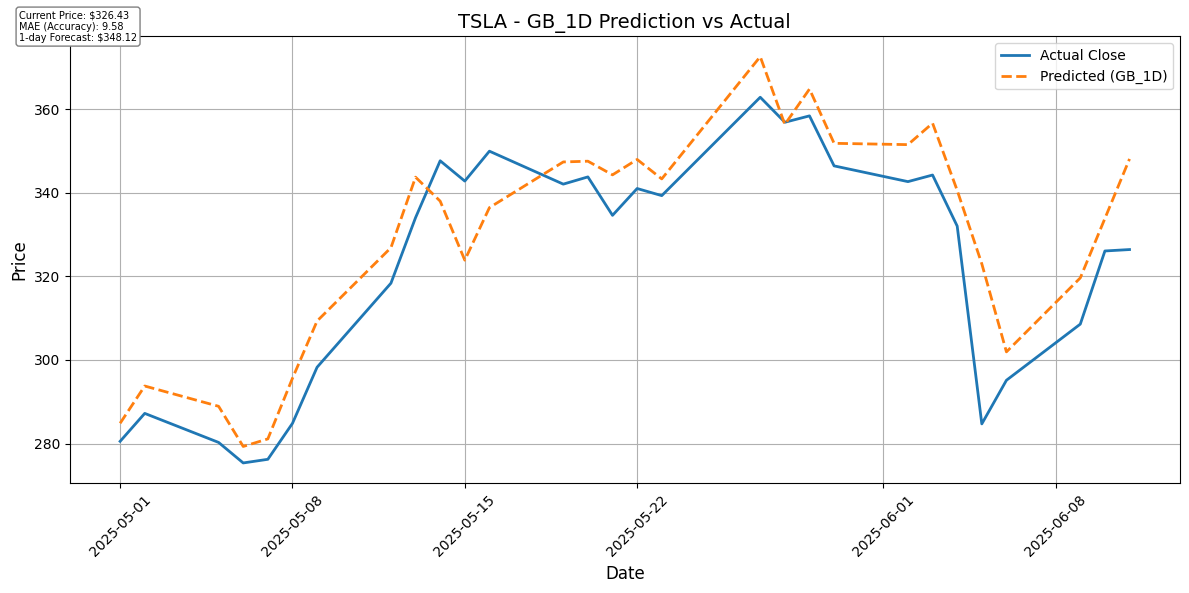 TSLA - GB_1D Prediction vs Actual
Current Price: $326.43
MAE (Accuracy): 9.58
1-day Forecast: $348.12
Actual Close
Predicted (GB_1D)
Price
360
340
320
300
280
2025-05-01
2025-05-08
2025-05-15
2025-05-22
2025-06-01
2025-06-08
Date